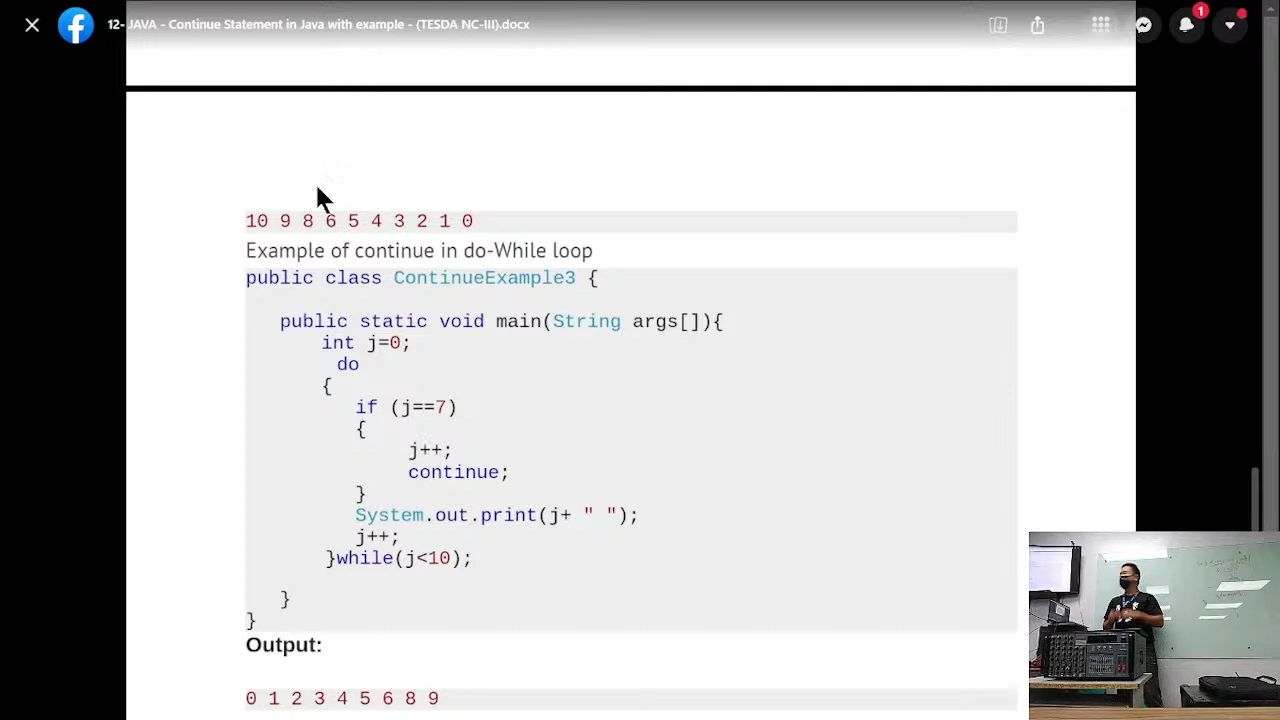 12- JAVA - Continue Statement in Java with example - (TESDA NC-III).docx
1
10 9 8 6 5 4 3 2 1 0
Example of continue in do-While loop
public class ContinueExample3 {
public static void main(String args[]){
int j=0;
do
{
if (j==7)
{
j++;
continue;
}
System.out.print(j+ " ");
j++;
}while(j<10);
}
}
Output:
0 1 2 3 4 5 6 8 9